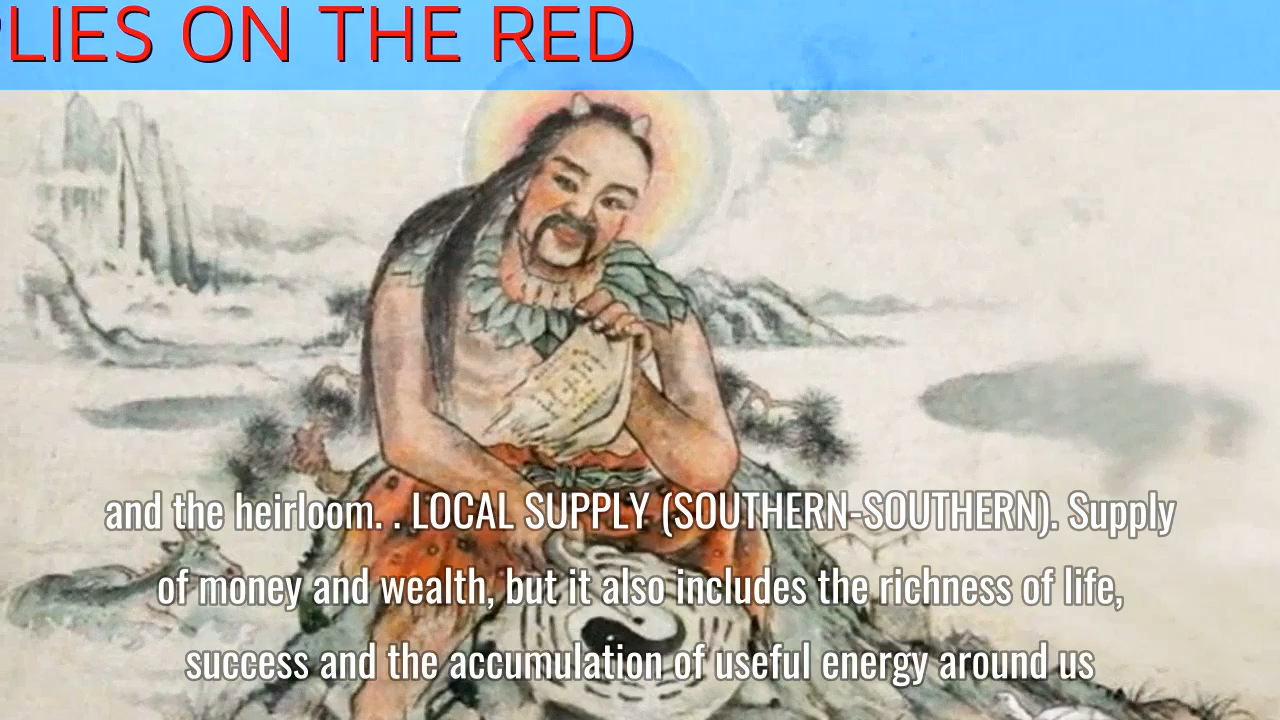 LIES ON THE RED
and the heirloom. . LOCAL SUPPLY (SOUTHERN-SOUTHERN). Supply
of money and wealth, but it also includes the richness of life,
success and the accumulation of useful energy around us